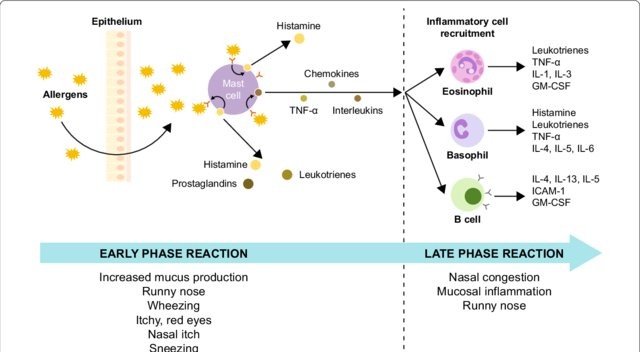 Epithelium
Allergens
Histamine
Mast
cell
Chemokines
TNF-α
Interleukins
Histamine
Prostaglandins
Leukotrienes
Inflammatory cell
recruitment
Eosinophil
Leukotrienes
TNF-α
IL-1, IL-3
GM-CSF
Basophil
Histamine
Leukotrienes
TNF-α
IL-4, IL-5, IL-6
B cell
IL-4, IL-13, IL-5
ICAM-1
GM-CSF
EARLY PHASE REACTION
LATE PHASE REACTION
Increased mucus production
Runny nose
Wheezing
Itchy, red eyes
Nasal itch
Sneezing
Nasal congestion
Mucosal inflammation
Runny nose